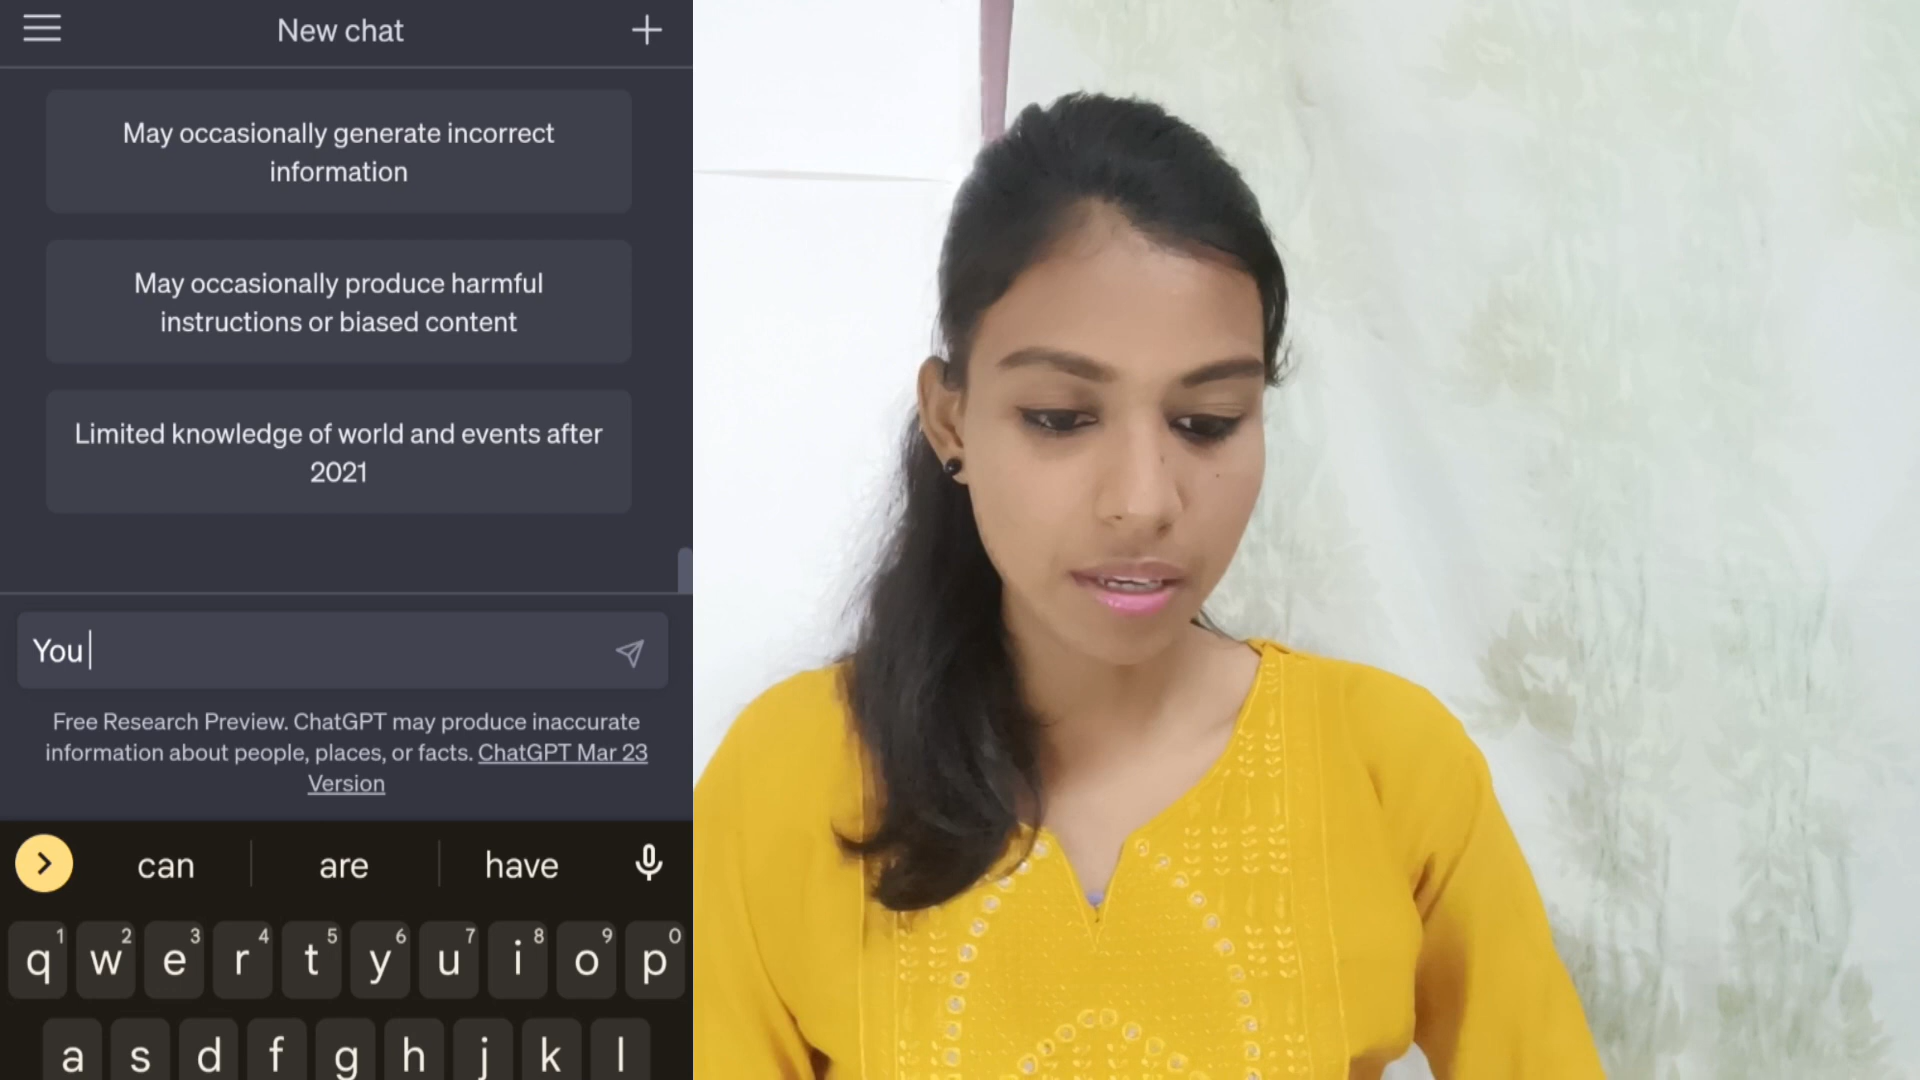 New chat
May occasionally generate incorrect
information
May occasionally produce harmful
instructions or biased content
Limited knowledge of world and events after
2021
You
Free Research Preview. ChatGPT may produce inaccurate
information about people, places, or facts. ChatGPT Mar 23
Version
can are have
1 2 3 4 5 6 7 8 9 0
q w e r t y u i o p
a s d f g h j k l